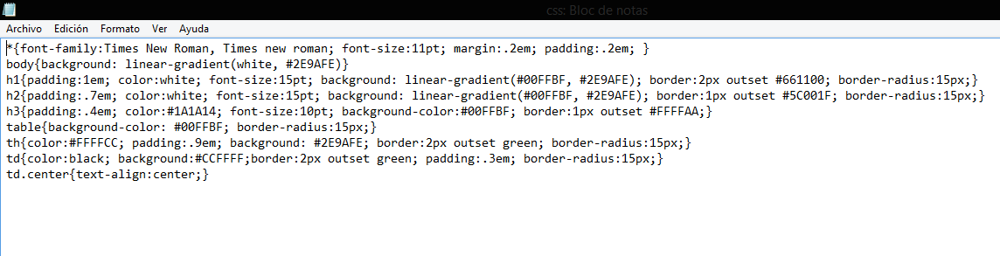 css: Bloc de notas
Archivo Edición Formato Ver Ayuda
*{font-family:Times New Roman, Times new roman; font-size:11pt; margin:.2em; padding:.2em; }
body{background: linear-gradient(white, #2E9AFE)}
h1{padding:1em; color:white; font-size:15pt; background: linear-gradient(#00FFBF, #2E9AFE); border:2px outset #661100; border-radius:15px;}
h2{padding:.7em; color:white; font-size:15pt; background: linear-gradient(#00FFBF, #2E9AFE); border:1px outset #5C001F; border-radius:15px;}
h3{padding:.4em; color:#1A1A14; font-size:10pt; background-color:#00FFBF; border:1px outset #FFFFAA;}
table{background-color: #00FFBF; border-radius:15px;}
th{color:#FFFFCC; padding:.9em; background: #2E9AFE; border:2px outset green; border-radius:15px;}
td{color:black; background:#CCFFFF;border:2px outset green; padding:.3em; border-radius:15px;}
td.center{text-align:center;}